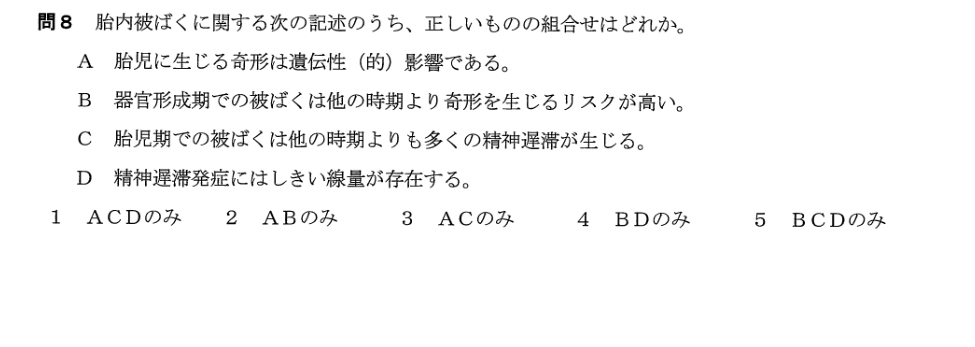 問8 胎内被ばくに関する次の記述のうち、正しいものの組合せはどれか。
A 胎児に生じる奇形は遺伝性（的）影響である。
B 器官形成期での被ばくは他の時期より奇形を生じるリスクが高い。
C 胎児期での被ばくは他の時期よりも多くの精神遅滞が生じる。
D 精神遅滞発症にはしきい線量が存在する。
1 ACDのみ 2 ABのみ 3 ACのみ 4 BDのみ 5 BCDのみ